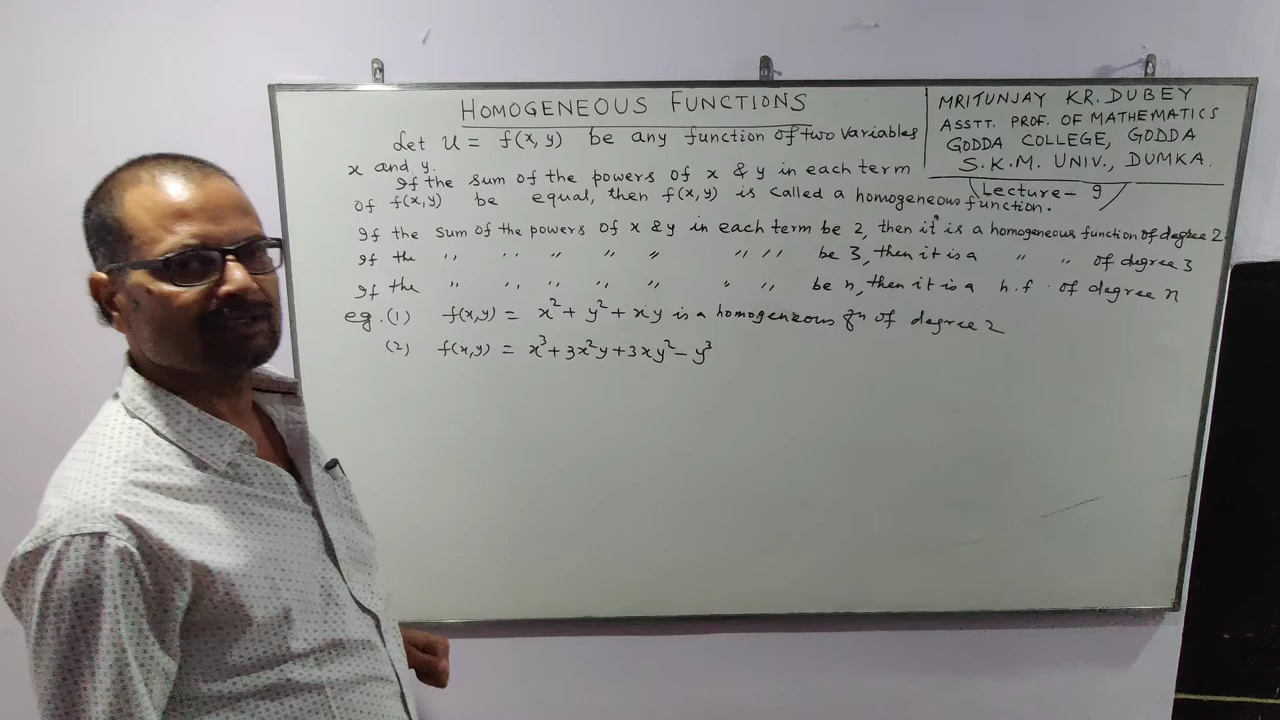 HOMOGENEOUS FUNCTIONS
Let U = f(x, y) be any function of two variables
x and y.
If the sum of the powers of x & y in each term
of f(x,y) be equal, then f(x,y) is called a homogeneous function.
If the sum of the powers of x & y in each term be 2, then it is a homogeneous function of degree 2
If the " " " " " " " be 3, then it is a " " of degree 3
If the " " " " " " " be n, then it is a h.f. of degree n
eg. (1) f(x,y) = x² + y² + xy is a homogeneous fn of degree 2
(2) f(x,y) = x³ + 3x²y + 3xy² - y³
MRITUNJAY KR. DUBEY
ASSTT. PROF. OF MATHEMATICS
GODDA COLLEGE, GODDA
S.K.M. UNIV., DUMKA.
Lecture - 9